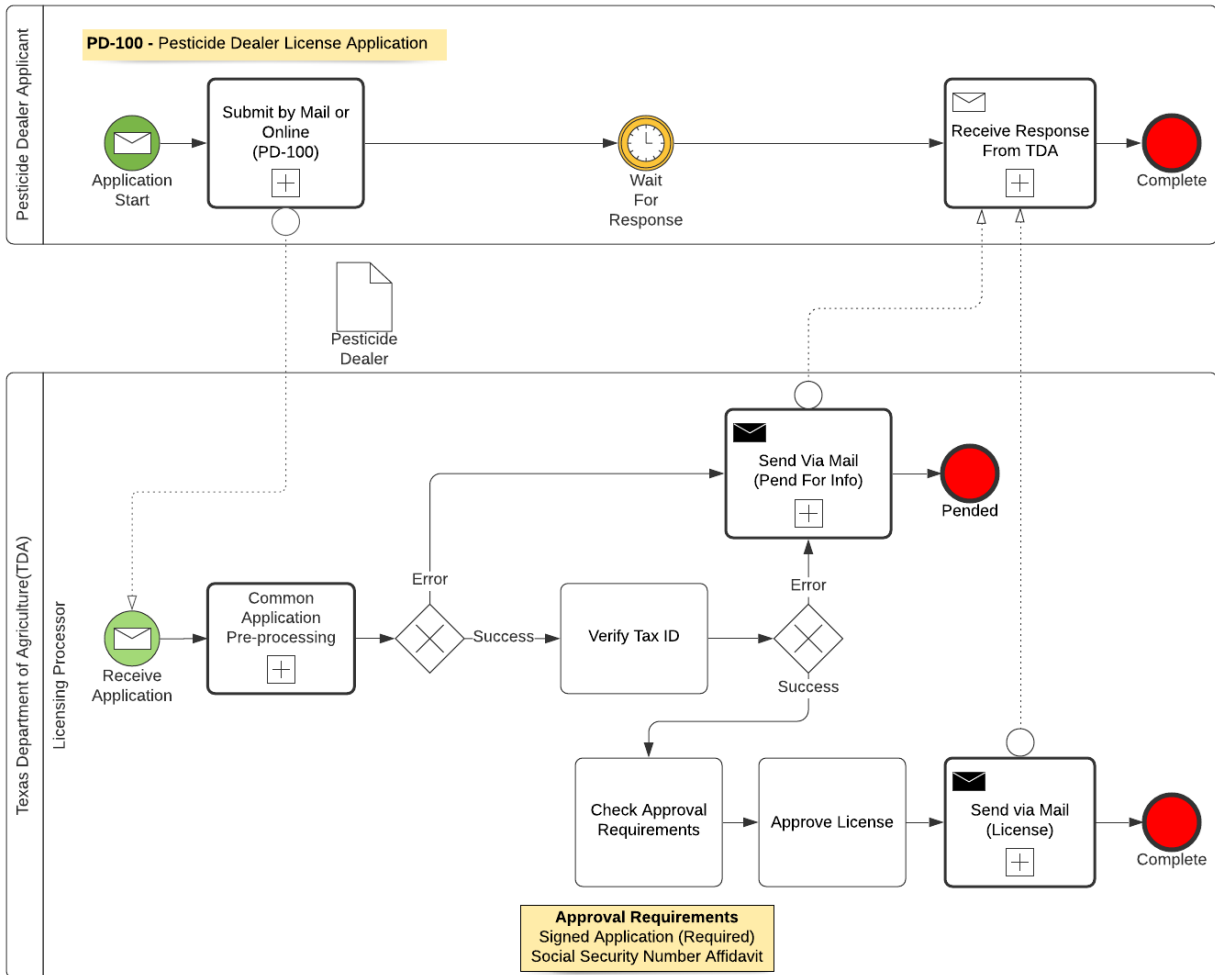 Pesticide Dealer Applicant
PD-100 - Pesticide Dealer License Application
Application
Start
Submit by Mail or
Online
(PD-100)
Wait
For
Response
Receive Response
From TDA
Complete
Pesticide
Dealer
Texas Department of Agriculture(TDA)
Licensing Processor
Receive
Application
Common
Application
Pre-processing
Error
Success
Verify Tax ID
Send Via Mail
(Pend For Info)
Pended
Error
Success
Check Approval
Requirements
Approve License
Send via Mail
(License)
Complete
Approval Requirements
Signed Application (Required)
Social Security Number Affidavit